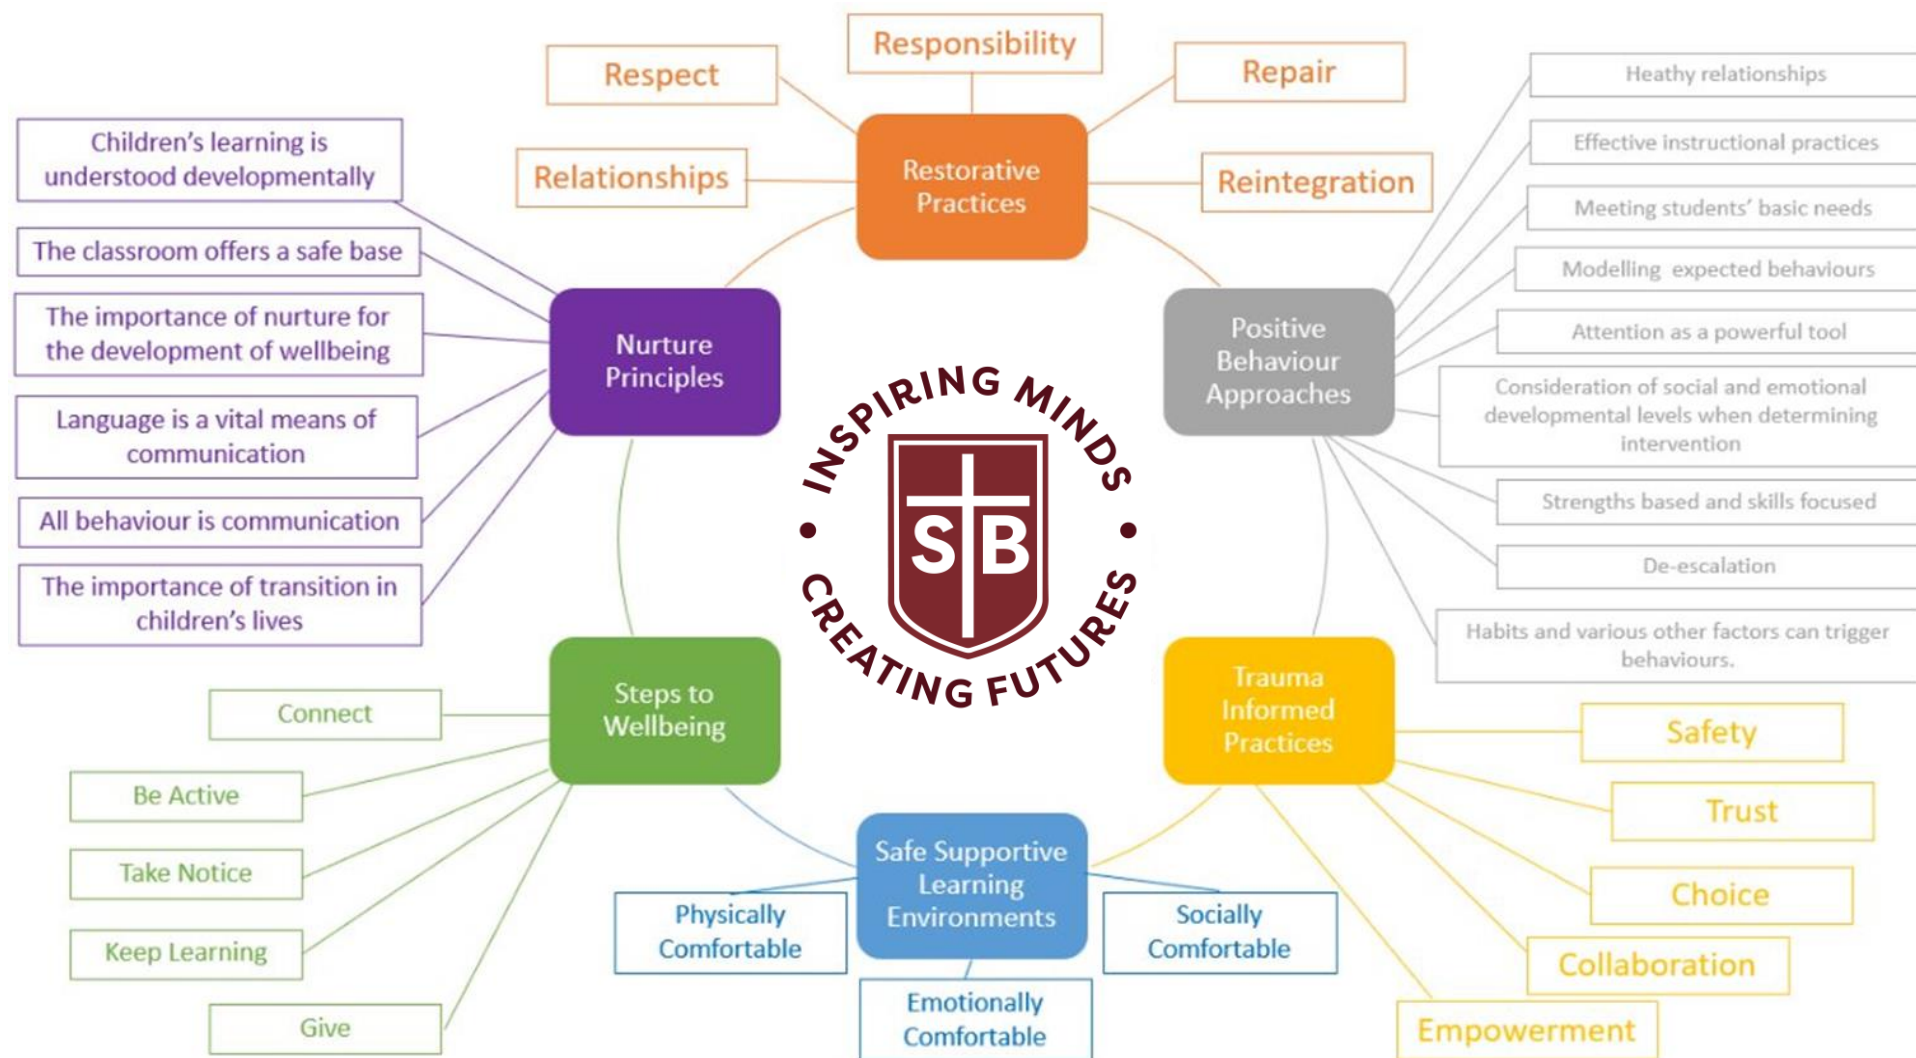 Responsibility
Respect
Repair
Relationships
Restorative
Practices
Reintegration
Children's learning is
understood developmentally
The classroom offers a safe base
The importance of nurture for
the development of wellbeing
Language is a vital means of
communication
All behaviour is communication
The importance of transition in
children's lives
Nurture
Principles
Heathy relationships
Effective instructional practices
Meeting students' basic needs
Modelling expected behaviours
Attention as a powerful tool
Consideration of social and emotional
developmental levels when determining
intervention
Strengths based and skills focused
De-escalation
Habits and various other factors can trigger
behaviours.
Positive
Behaviour
Approaches
INSPIRING MINDS
S B
CREATING FUTURES
Steps to
Wellbeing
Connect
Be Active
Take Notice
Keep Learning
Give
Safe Supportive
Learning
Environments
Physically
Comfortable
Emotionally
Comfortable
Socially
Comfortable
Trauma
Informed
Practices
Safety
Trust
Choice
Collaboration
Empowerment